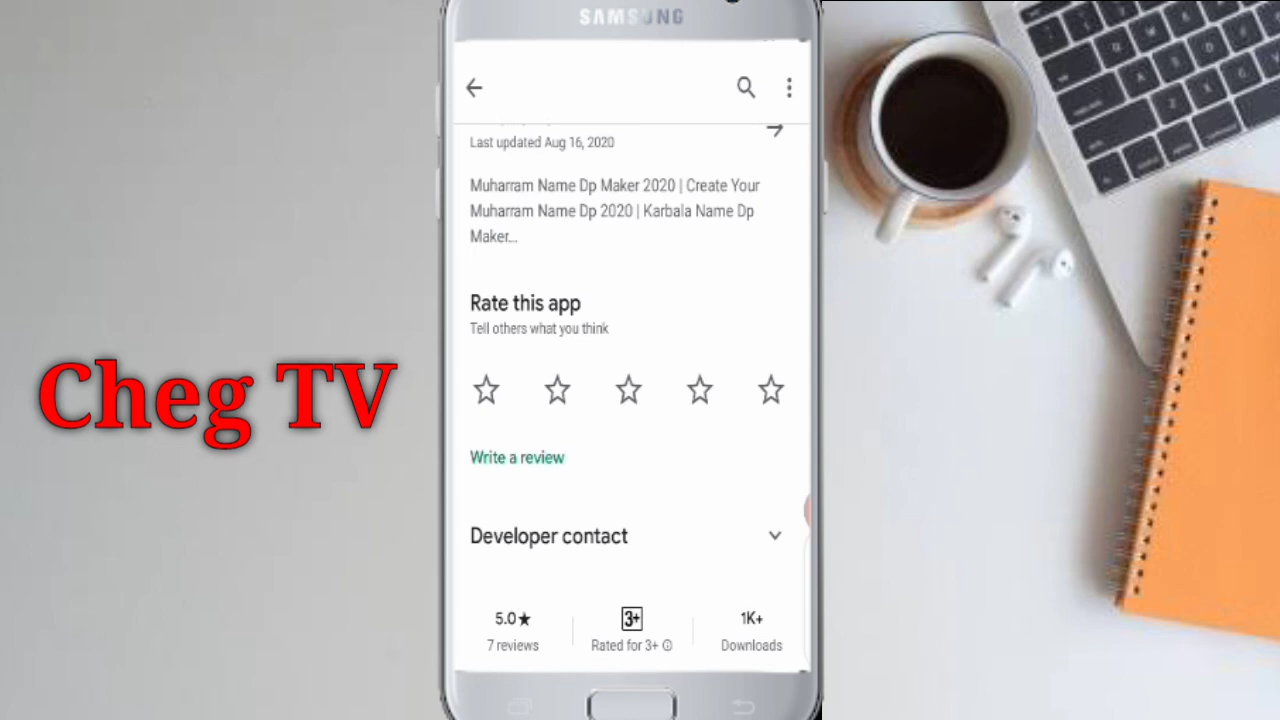 SAMSUNG
Last updated Aug 16, 2020
Muharram Name Dp Maker 2020 | Create Your
Muharram Name Dp 2020 | Karbala Name Dp
Maker...
Rate this app
Tell others what you think
Cheg TV
Write a review
Developer contact
5.0★
3+
1K+
7 reviews
Rated for 3+
Downloads